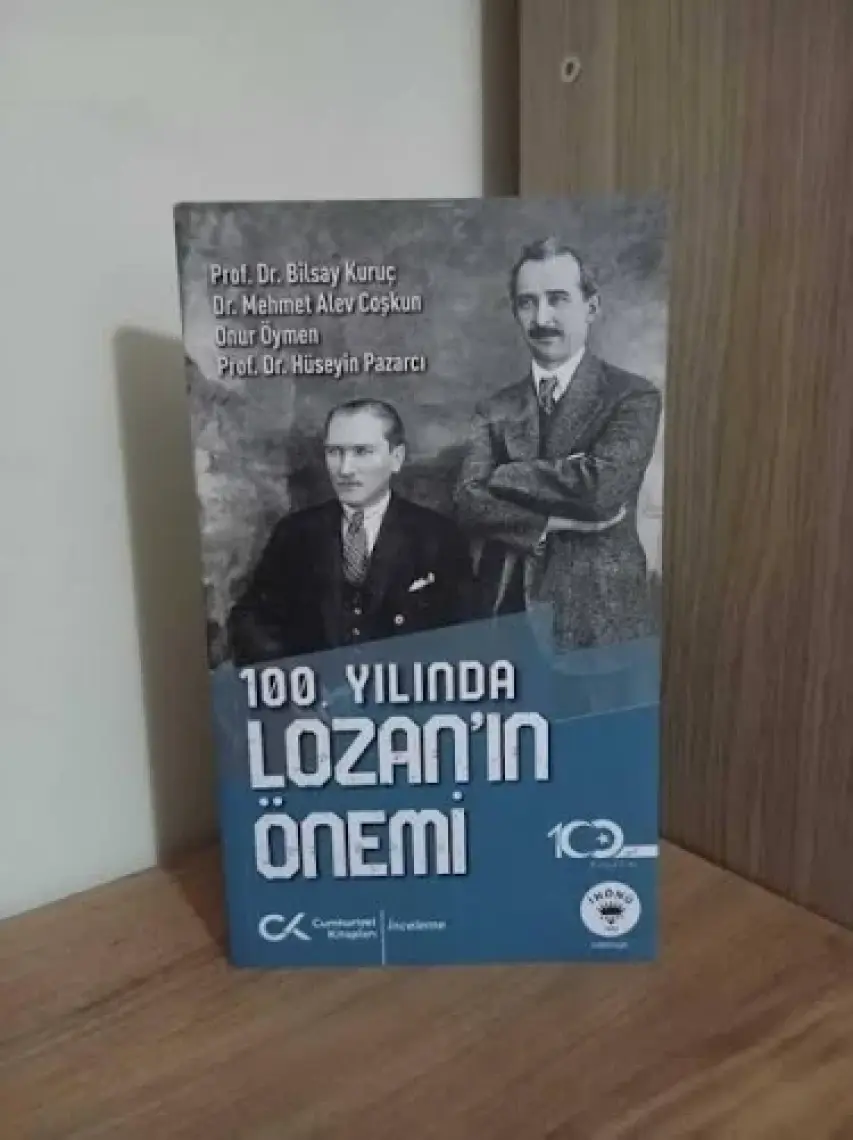 Prof. Dr. Bilsay Kuruç
Dr. Mehmet Alev Coşkun
Onur Öymen
Prof. Dr. Hüseyin Pazarcı
100. YILINDA
LOZAN'IN
ÖNEMİ
100
Cumhuriyet
Kitapları
İnceleme
İNÖNÜ